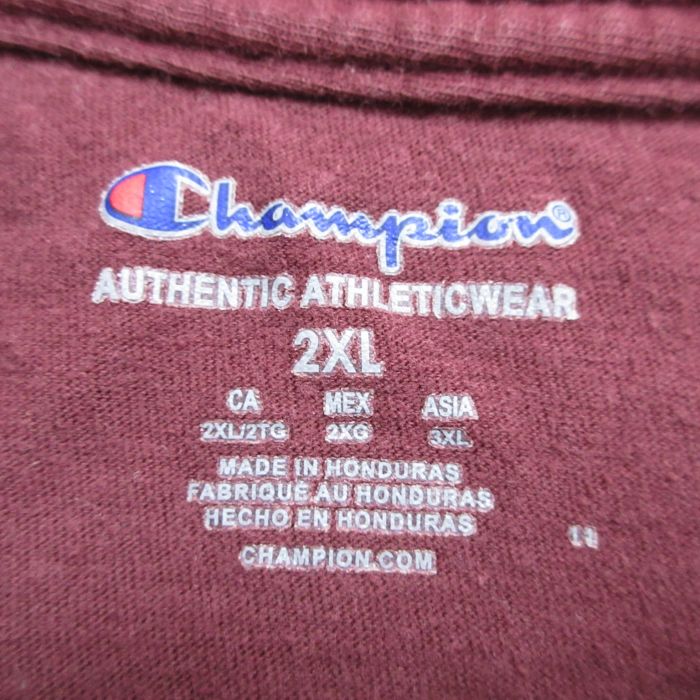 Champion®
AUTHENTIC ATHLETICWEAR
2XL
CA MEX ASIA
2XL/2TG 2XG 3XL
MADE IN HONDURAS
FABRIQUÉ AU HONDURAS
HECHO EN HONDURAS
CHAMPION.COM